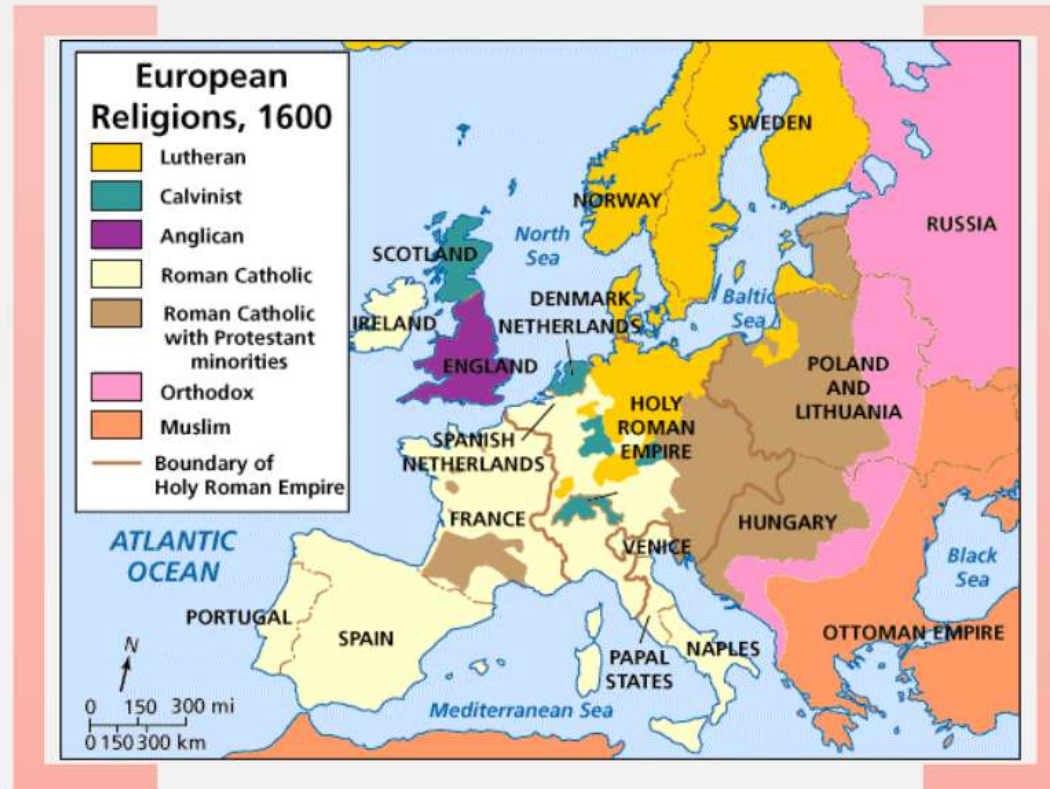 European
Religions, 1600
Lutheran
Calvinist
Anglican
Roman Catholic
Roman Catholic
with Protestant
minorities
Orthodox
Muslim
Boundary of
Holy Roman Empire
SWEDEN
NORWAY
RUSSIA
North
Sea
SCOTLAND
DENMARK
Baltic
Sea
IRELAND
NETHERLANDS
ENGLAND
POLAND
AND
LITHUANIA
HOLY
ROMAN
EMPIRE
SPANISH
NETHERLANDS
FRANCE
HUNGARY
VENICE
ATLANTIC
OCEAN
Black
Sea
PORTUGAL
SPAIN
OTTOMAN EMPIRE
NAPLES
PAPAL
STATES
Mediterranean Sea
N
0 150 300 mi
0 150 300 km